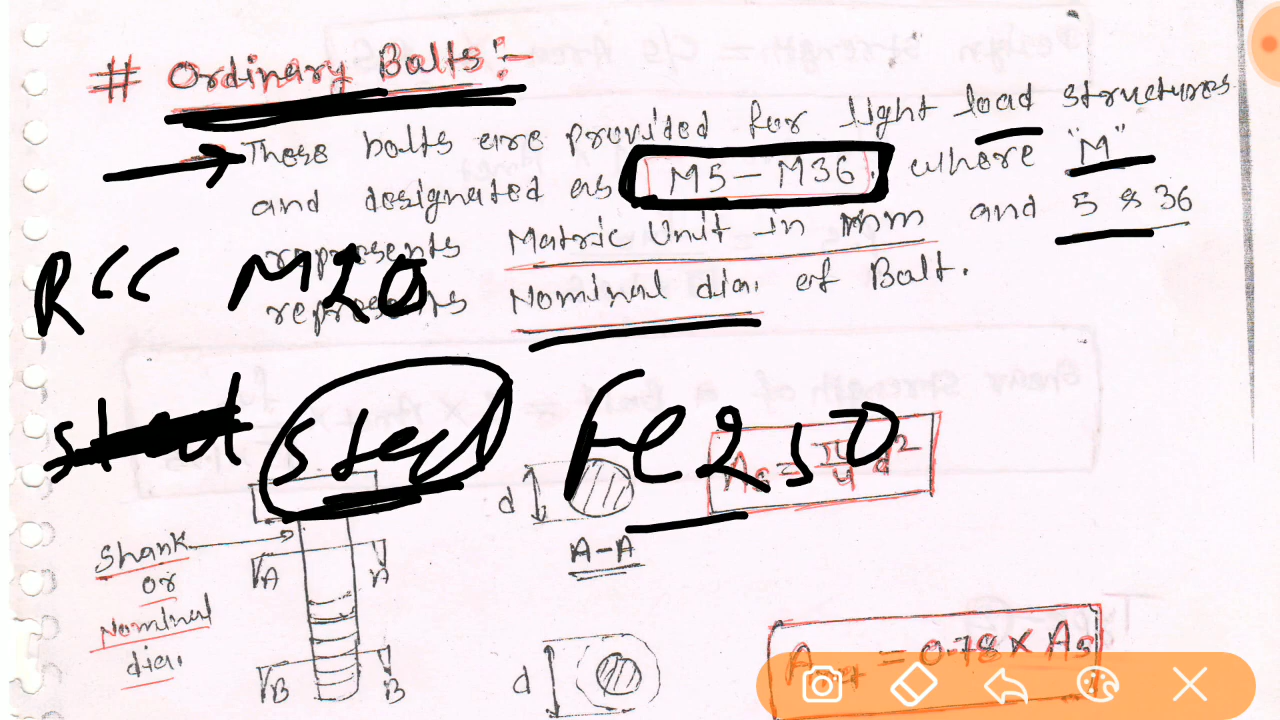 # Ordinary Bolts:-
These bolts are provided for light load structures
and designated as M5 - M36. where "M"
represents Matric Unit in mm and 5 & 36
represents Nominal dia. of Bolt.
RCC M20
steel Fe250
As = π/4 d²
d
A-A
Shank
or
Nominal
dia.
A A
B B
d
= 0.78 x As